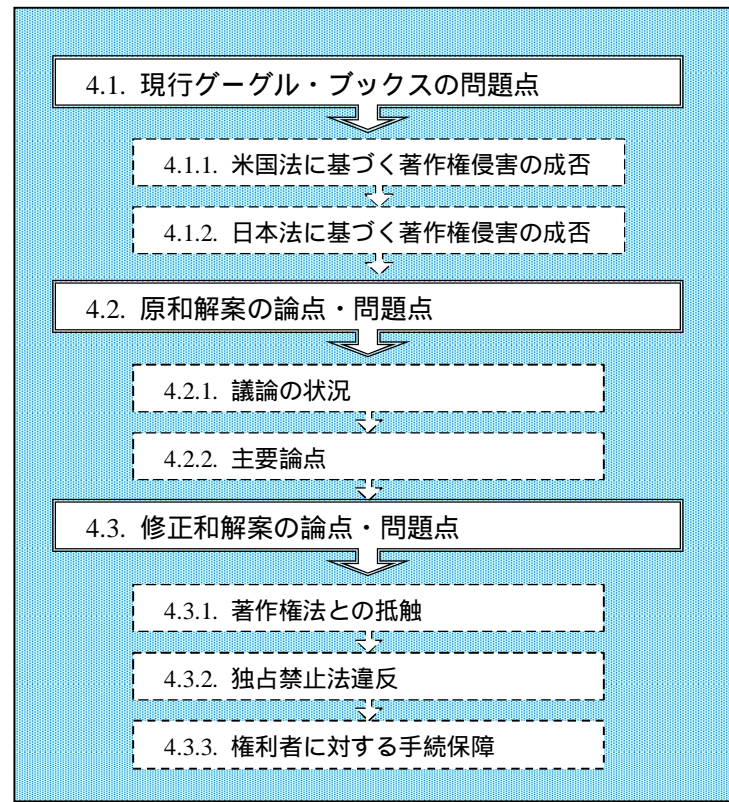 4.1. 現行グーグル・ブックスの問題点
4.1.1. 米国法に基づく著作権侵害の成否
4.1.2. 日本法に基づく著作権侵害の成否
4.2. 原和解案の論点・問題点
4.2.1. 議論の状況
4.2.2. 主要論点
4.3. 修正和解案の論点・問題点
4.3.1. 著作権法との抵触
4.3.2. 独占禁止法違反
4.3.3. 権利者に対する手続保障